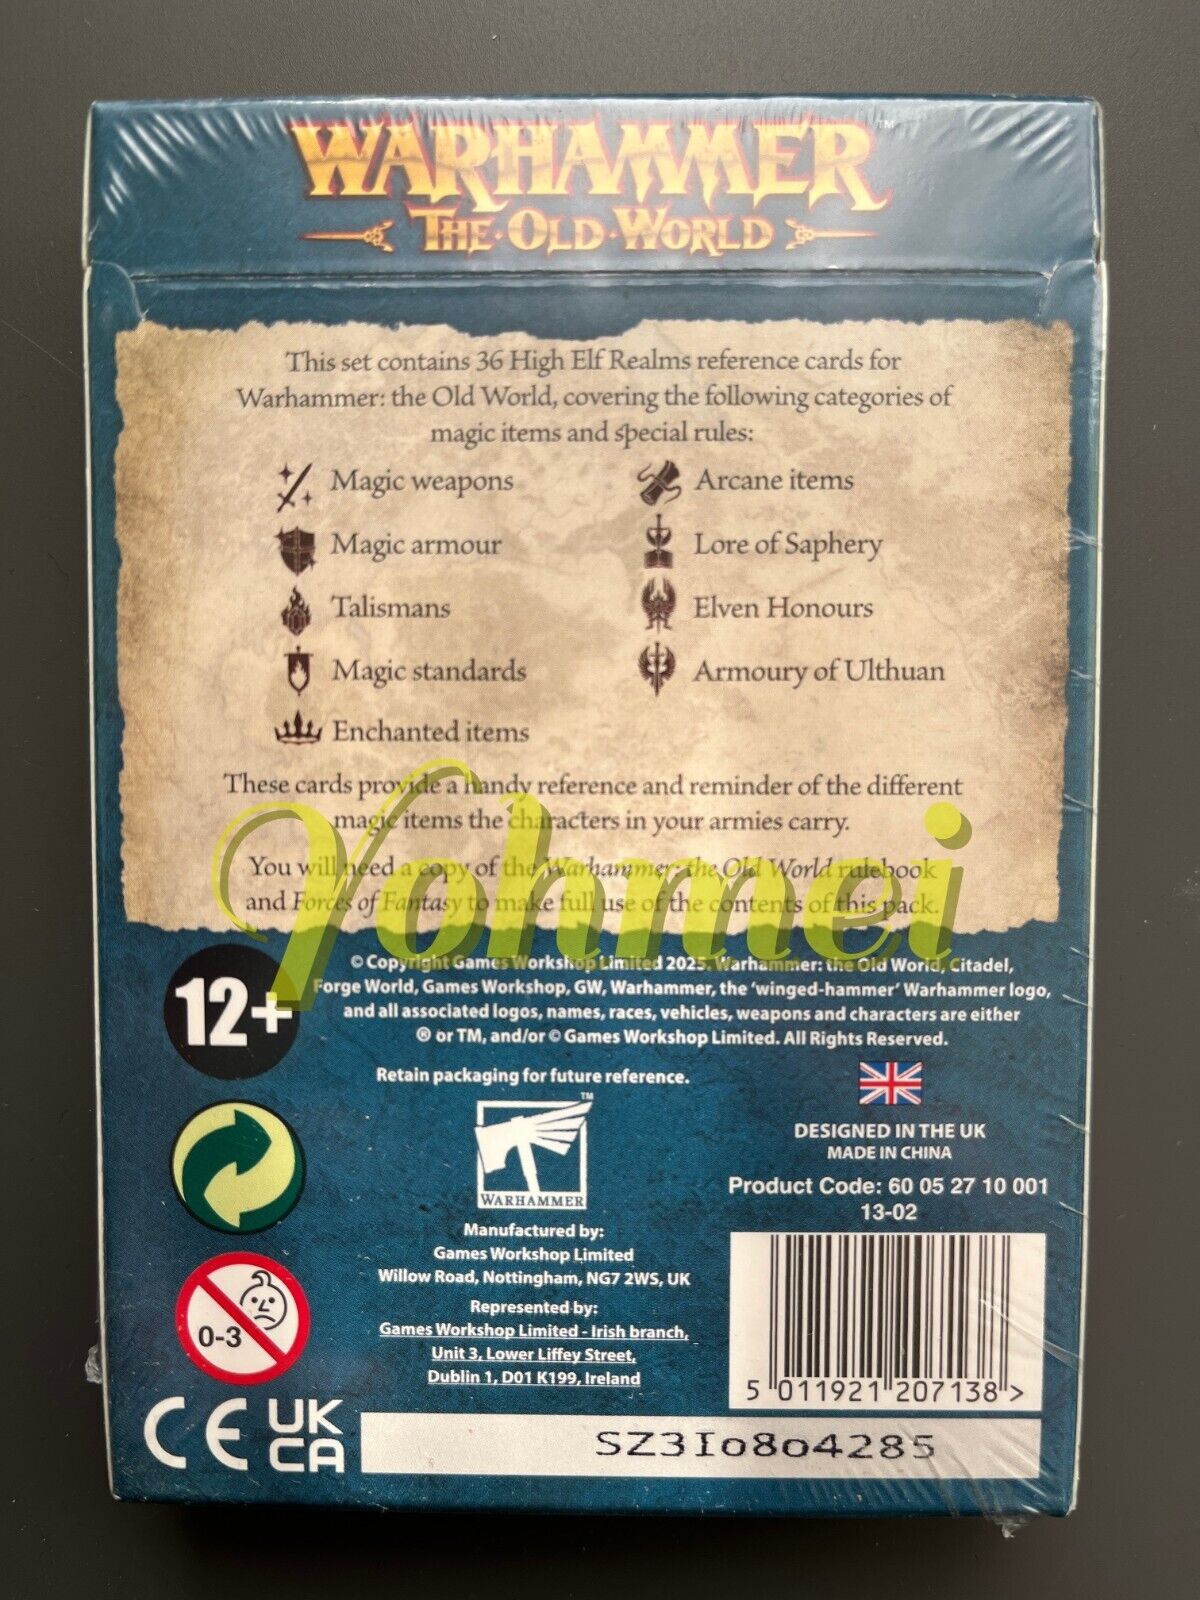 WARHAMMER™
THE·OLD·WORLD
This set contains 36 High Elf Realms reference cards for
Warhammer: the Old World, covering the following categories of
magic items and special rules:
Magic weapons
Magic armour
Talismans
Magic standards
Enchanted items
Arcane items
Lore of Saphery
Elven Honours
Armoury of Ulthuan
These cards provide a handy reference and reminder of the different
magic items the characters in your armies carry.
You will need a copy of the Warhammer: the Old World rulebook
and Forces of Fantasy to make full use of the contents of this pack.
Yohmei
12+
© Copyright Games Workshop Limited 2025. Warhammer: the Old World, Citadel,
Forge World, Games Workshop, GW, Warhammer, the ‘winged-hammer’ Warhammer logo,
and all associated logos, names, races, vehicles, weapons and characters are either
® or TM, and/or © Games Workshop Limited. All Rights Reserved.
Retain packaging for future reference.
TM
WARHAMMER
Manufactured by:
Games Workshop Limited
Willow Road, Nottingham, NG7 2WS, UK
Represented by:
Games Workshop Limited - Irish branch,
Unit 3, Lower Liffey Street,
Dublin 1, D01 K199, Ireland
DESIGNED IN THE UK
MADE IN CHINA
Product Code: 60 05 27 10 001
13-02
5 011921 207138 >
0-3
CE UK
CA
SZ3I0804285